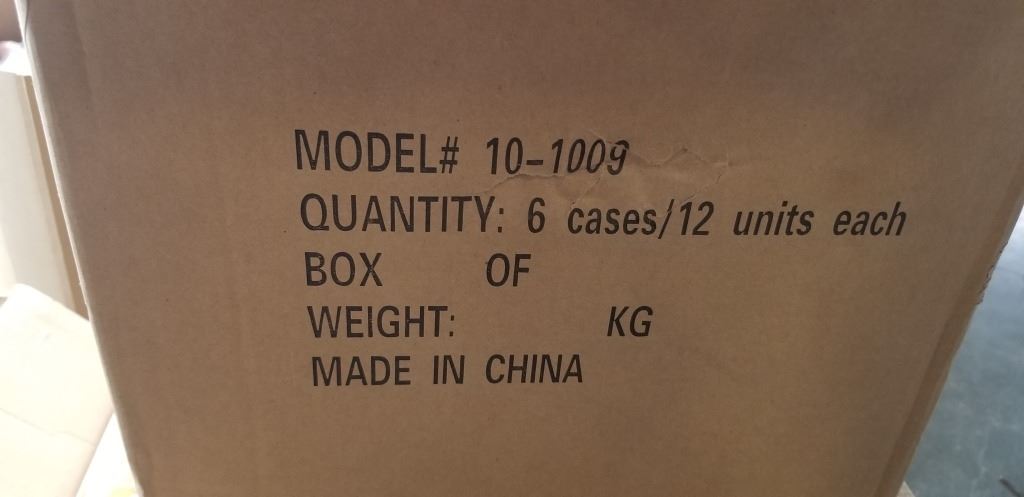 MODEL# 10-1009
QUANTITY: 6 cases/12 units each
BOX OF
WEIGHT: KG
MADE IN CHINA